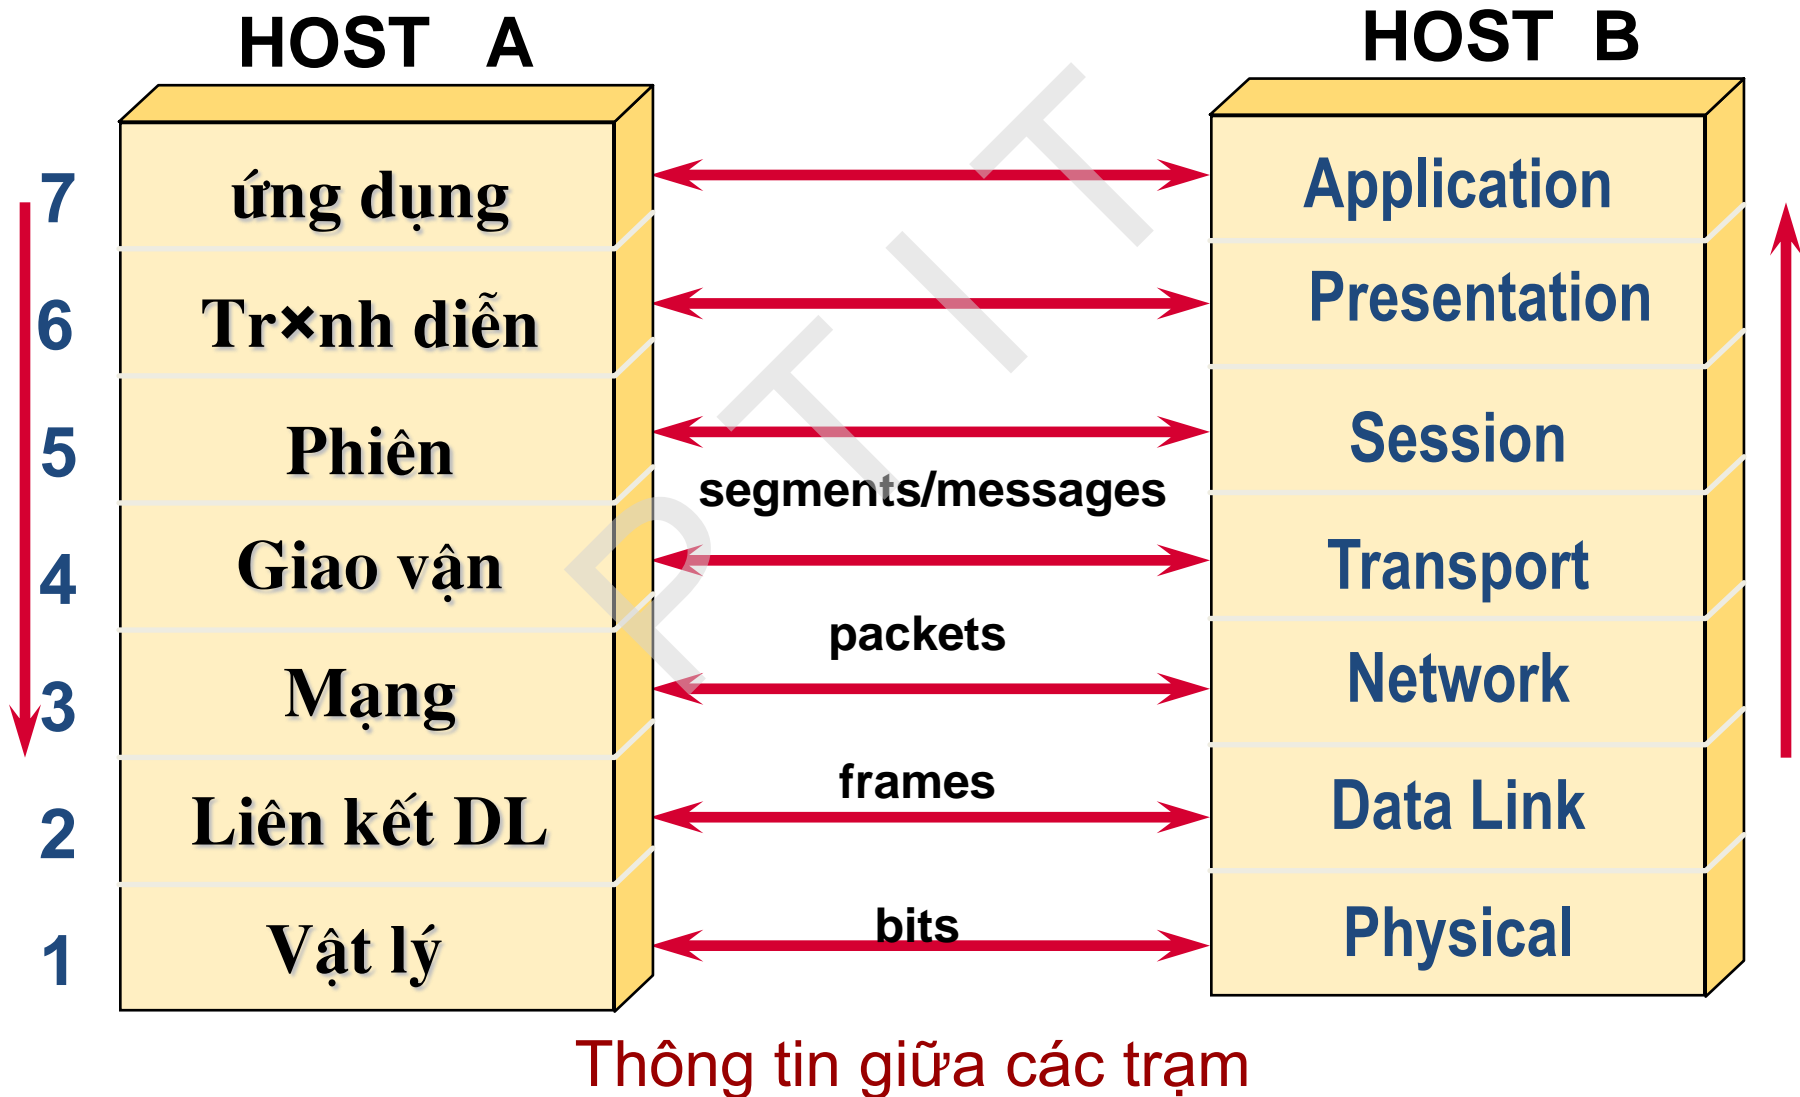 HOST A
HOST B
7
ứng dụng
Application
6
Tr×nh diễn
Presentation
5
Phiên
Session
segments/messages
4
Giao vận
Transport
packets
3
Mạng
Network
frames
2
Liên kết DL
Data Link
bits
1
Vật lý
Physical
PTIT
Thông tin giữa các trạm